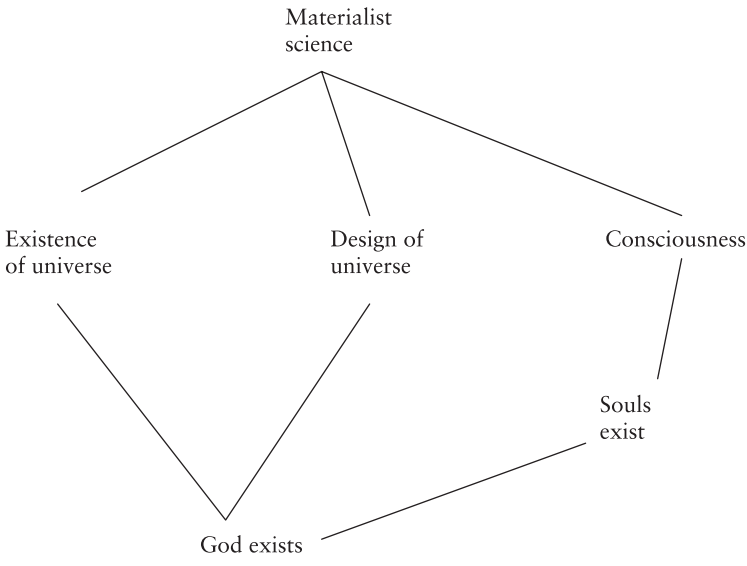 Materialist
science
Existence
of universe
Design of
universe
Consciousness
Souls
exist
God exists